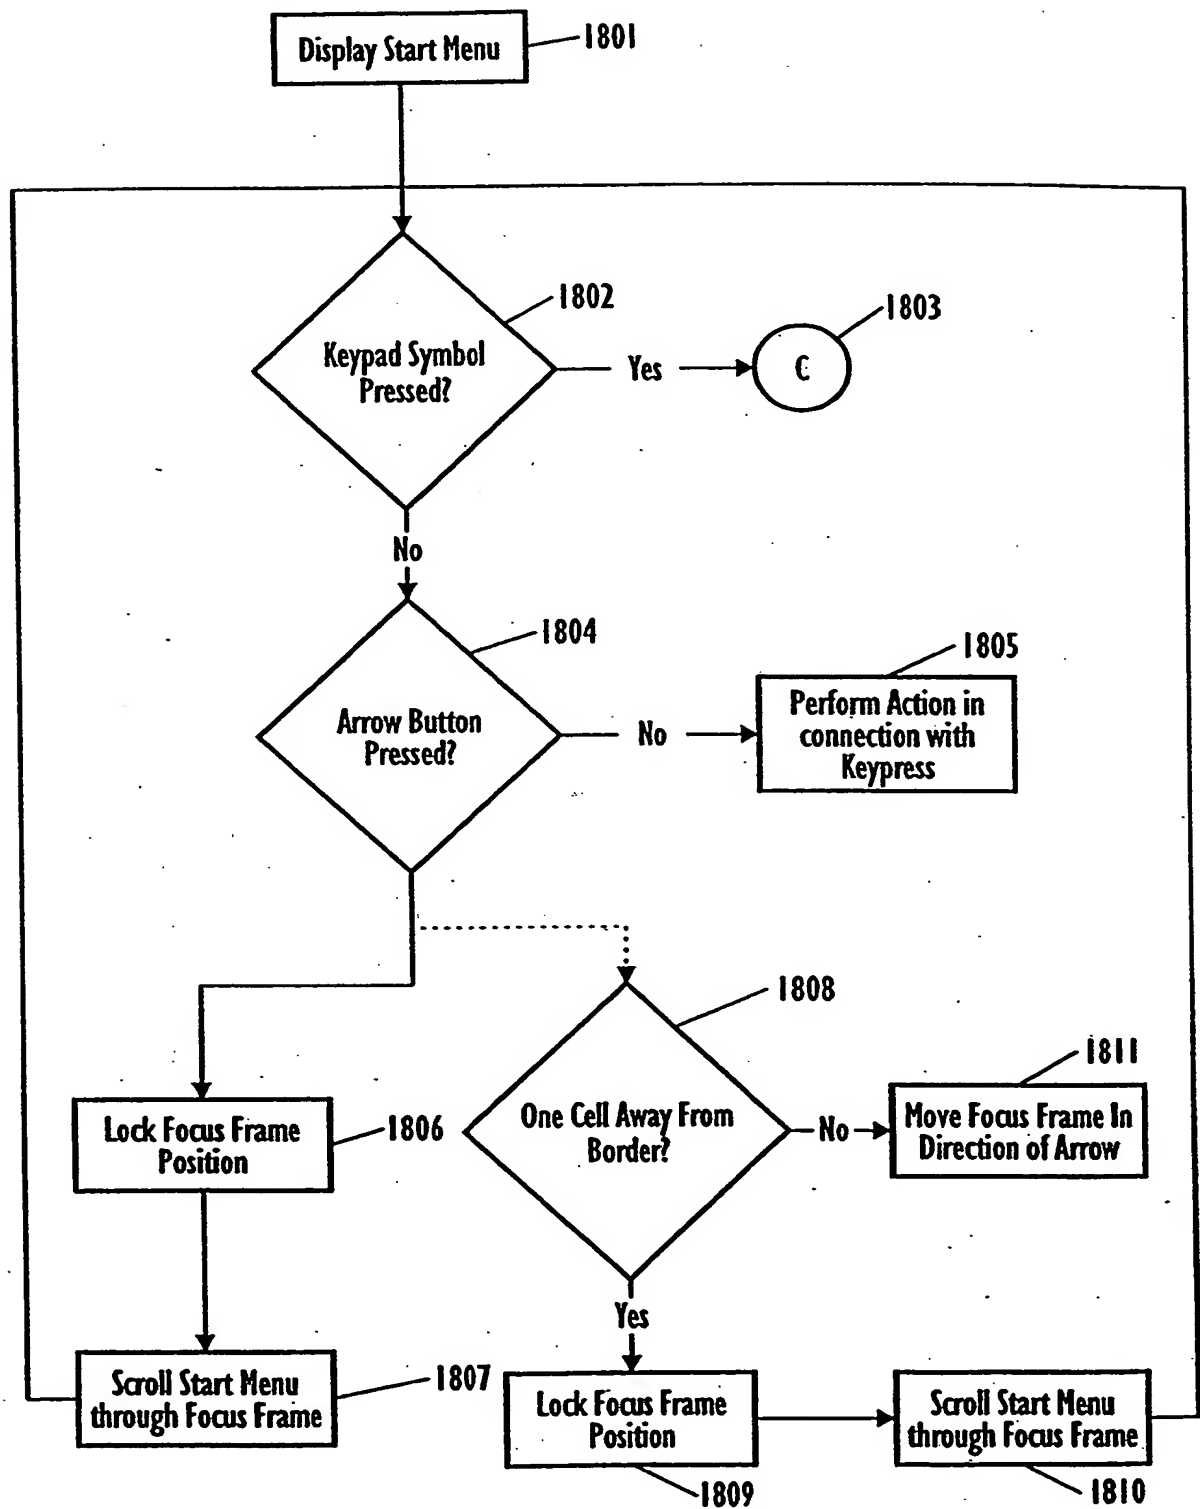 Display Start Menu
1801
Keypad Symbol
Pressed?
1802
Yes
C
1803
No
Arrow Button
Pressed?
1804
No
Perform Action in
connection with
Keypress
1805
Lock Focus Frame
Position
1806
Scroll Start Menu
through Focus Frame
1807
One Cell Away From
Border?
1808
No
Move Focus Frame In
Direction of Arrow
1811
Yes
Lock Focus Frame
Position
1809
Scroll Start Menu
through Focus Frame
1810